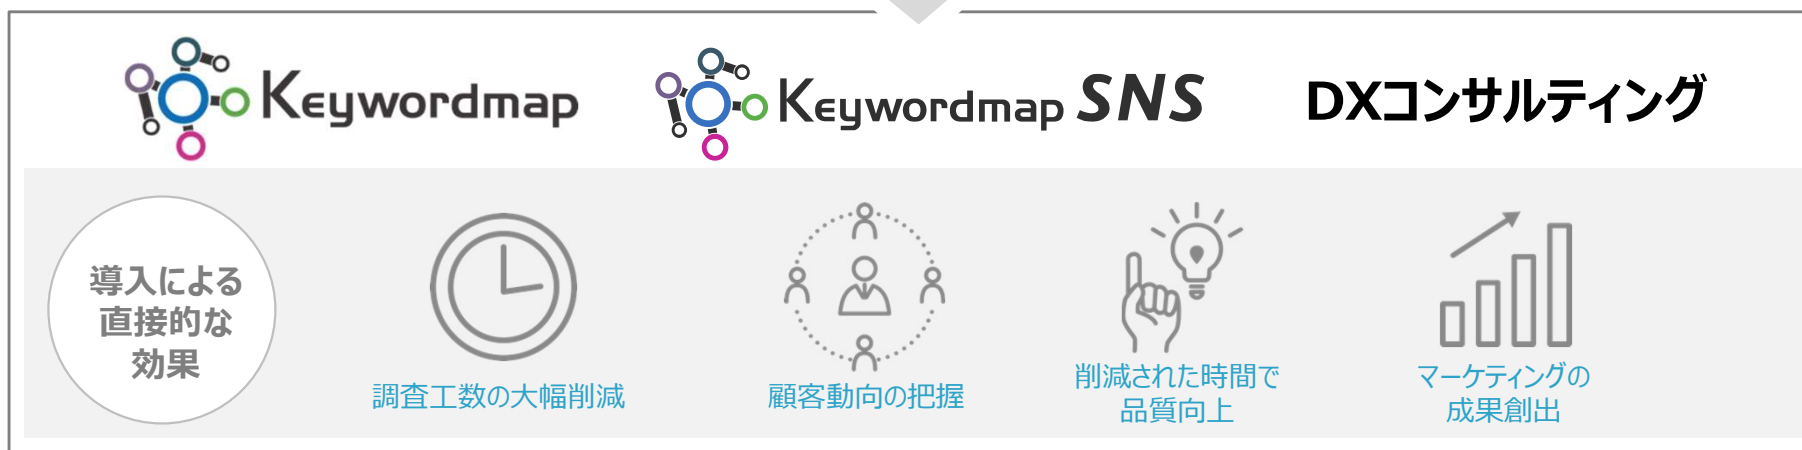 Keywordmap
Keywordmap SNS
DXコンサルティング
導入による
直接的な
効果
調査工数の大幅削減
顧客動向の把握
削減された時間で
品質向上
マーケティングの
成果創出